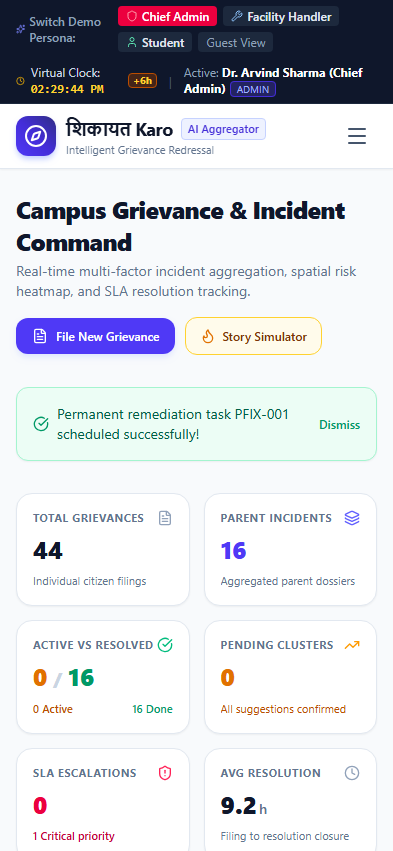 Switch Demo Persona:
Chief Admin
Facility Handler
Student
Guest View
Virtual Clock: 02:29:44 PM
+6h
|
Active: Dr. Arvind Sharma (Chief Admin) ADMIN
शिकायत Karo
AI Aggregator
Intelligent Grievance Redressal
Campus Grievance & Incident
Command
Real-time multi-factor incident aggregation, spatial risk
heatmap, and SLA resolution tracking.
File New Grievance
Story Simulator
Permanent remediation task PFIX-001
scheduled successfully!
Dismiss
TOTAL GRIEVANCES
44
Individual citizen filings
PARENT INCIDENTS
16
Aggregated parent dossiers
ACTIVE VS RESOLVED
0 / 16
0 Active
16 Done
PENDING CLUSTERS
0
All suggestions confirmed
SLA ESCALATIONS
0
1 Critical priority
AVG RESOLUTION
9.2 h
Filing to resolution closure